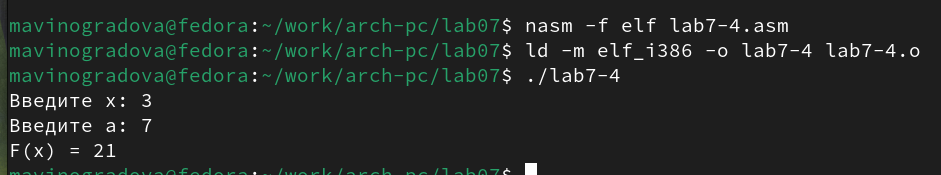 mavinogradova@fedora:~/work/arch-pc/lab07$ nasm -f elf lab7-4.asm
mavinogradova@fedora:~/work/arch-pc/lab07$ ld -m elf_i386 -o lab7-4 lab7-4.o
mavinogradova@fedora:~/work/arch-pc/lab07$ ./lab7-4
Введите x: 3
Введите a: 7
F(x) = 21
mavinogradova@fedora:~/work/arch-pc/lab07$